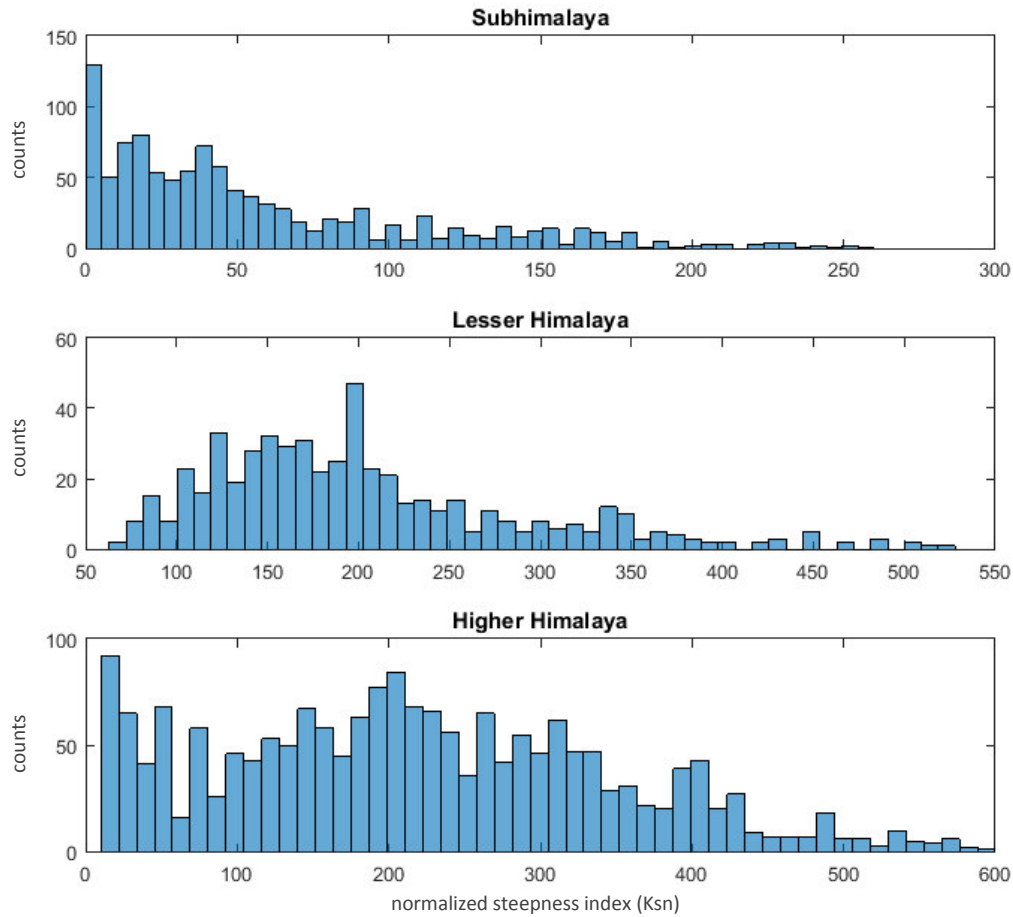 Subhimalaya
150
100
50
0
counts
0 50 100 150 200 250 300
Lesser Himalaya
60
40
20
0
counts
50 100 150 200 250 300 350 400 450 500 550
Higher Himalaya
100
50
0
counts
0 100 200 300 400 500 600
normalized steepness index (Ksn)